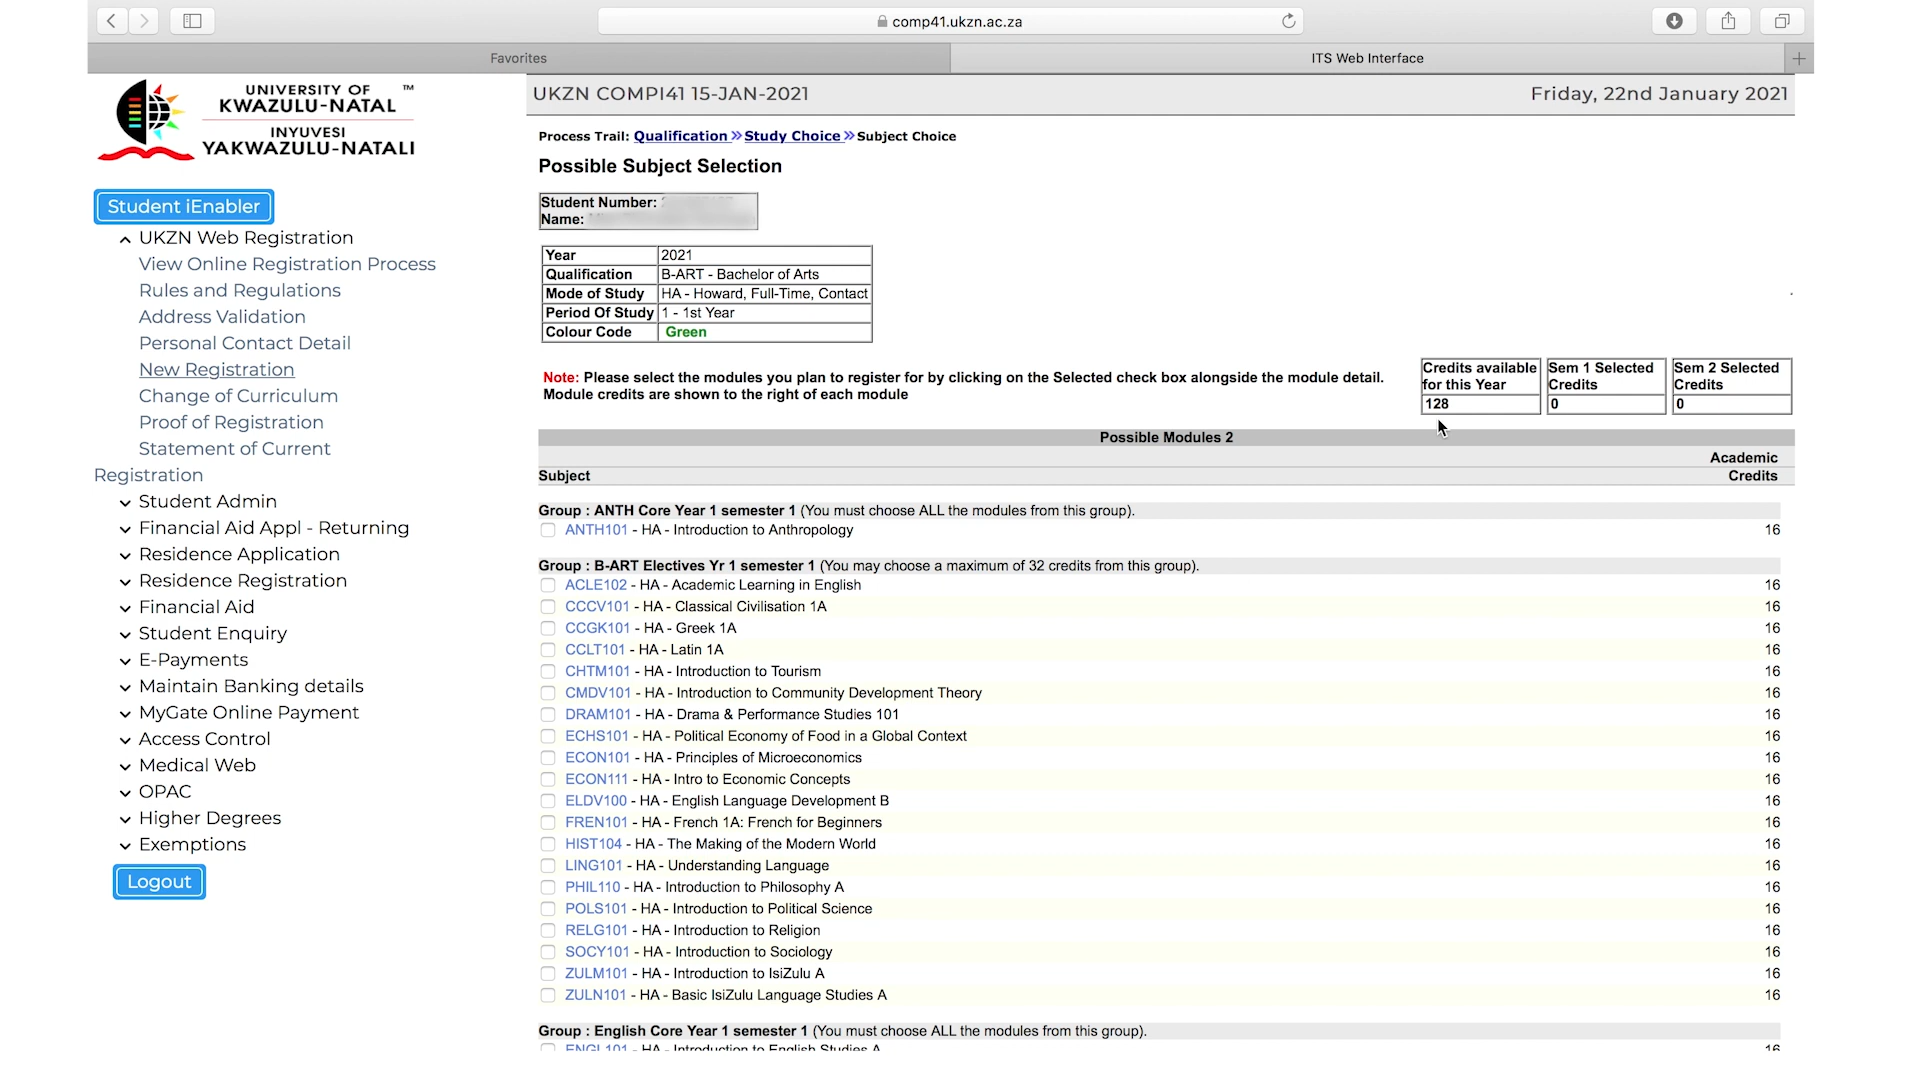 comp41.ukzn.ac.za
Favorites
ITS Web Interface
UNIVERSITY OF ™
KWAZULU-NATAL
INYUVESI
YAKWAZULU-NATALI
UKZN COMPI41 15-JAN-2021
Friday, 22nd January 2021
Process Trail: Qualification » Study Choice » Subject Choice
Possible Subject Selection
Student Number:
Name:
Year 2021
Qualification B-ART - Bachelor of Arts
Mode of Study HA - Howard, Full-Time, Contact
Period Of Study 1 - 1st Year
Colour Code Green
Student iEnabler
UKZN Web Registration
View Online Registration Process
Rules and Regulations
Address Validation
Personal Contact Detail
New Registration
Change of Curriculum
Proof of Registration
Statement of Current
Registration
Student Admin
Financial Aid Appl - Returning
Residence Application
Residence Registration
Financial Aid
Student Enquiry
E-Payments
Maintain Banking details
MyGate Online Payment
Access Control
Medical Web
OPAC
Higher Degrees
Exemptions
Logout
Note: Please select the modules you plan to register for by clicking on the Selected check box alongside the module detail.
Module credits are shown to the right of each module
Credits available
for this Year
128
Sem 1 Selected
Credits
0
Sem 2 Selected
Credits
0
Possible Modules 2
Academic
Subject Credits
Group : ANTH Core Year 1 semester 1 (You must choose ALL the modules from this group).
ANTH101 - HA - Introduction to Anthropology 16
Group : B-ART Electives Yr 1 semester 1 (You may choose a maximum of 32 credits from this group).
ACLE102 - HA - Academic Learning in English 16
CCCV101 - HA - Classical Civilisation 1A 16
CCGK101 - HA - Greek 1A 16
CCLT101 - HA - Latin 1A 16
CHTM101 - HA - Introduction to Tourism 16
CMDV101 - HA - Introduction to Community Development Theory 16
DRAM101 - HA - Drama & Performance Studies 101 16
ECHS101 - HA - Political Economy of Food in a Global Context 16
ECON101 - HA - Principles of Microeconomics 16
ECON111 - HA - Intro to Economic Concepts 16
ELDV100 - HA - English Language Development B 16
FREN101 - HA - French 1A: French for Beginners 16
HIST104 - HA - The Making of the Modern World 16
LING101 - HA - Understanding Language 16
PHIL110 - HA - Introduction to Philosophy A 16
POLS101 - HA - Introduction to Political Science 16
RELG101 - HA - Introduction to Religion 16
SOCY101 - HA - Introduction to Sociology 16
ZULM101 - HA - Introduction to IsiZulu A 16
ZULN101 - HA - Basic IsiZulu Language Studies A 16
Group : English Core Year 1 semester 1 (You must choose ALL the modules from this group).
ENGL101 - HA - Introduction to English Studies A 16